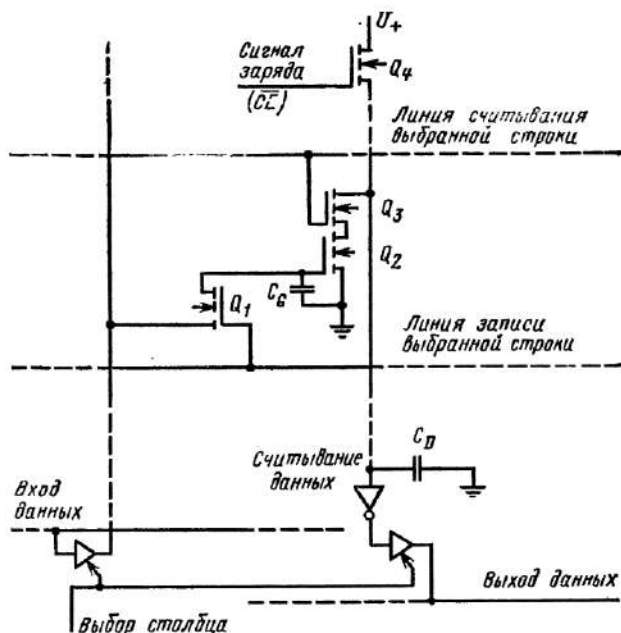 U+
Сигнал
заряда
(C̅E̅)
Q4
Линия считывания
выбранной строки
Q3
Q2
CG
Q1
Линия записи
выбранной строки
CD
Считывание
данных
Вход
данных
Выход данных
Выбор столбца